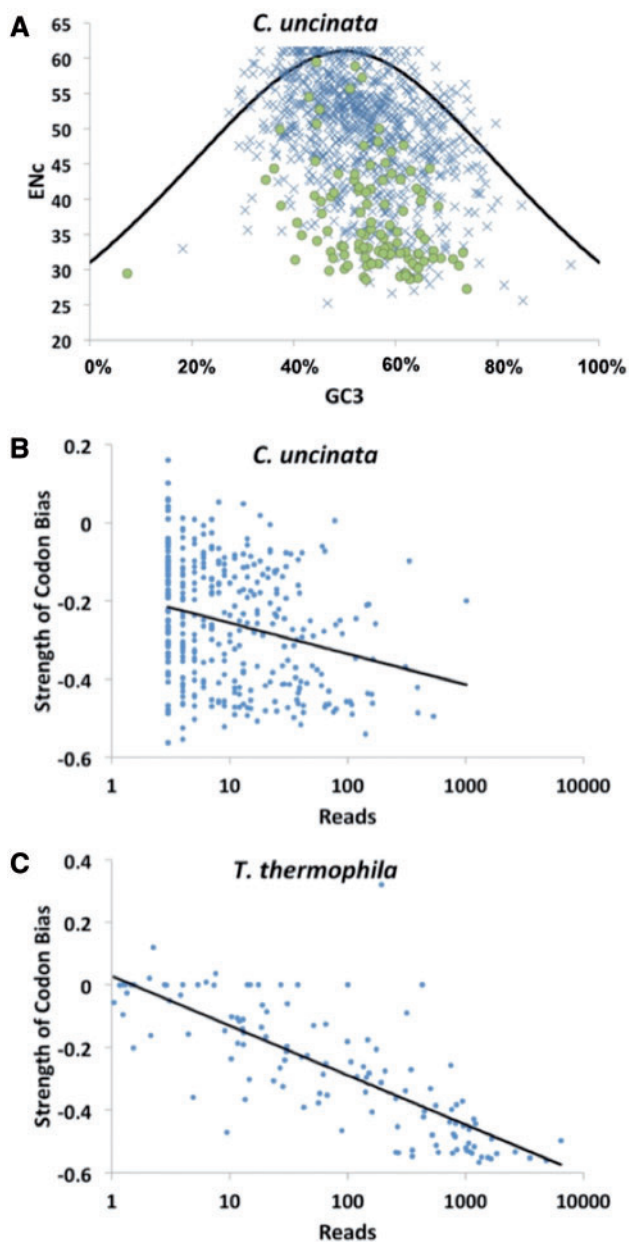 A
C. uncinata
65
60
55
50
45
40
35
30
25
20
ENc
0% 20% 40% 60% 80% 100%
GC3
B
C. uncinata
0.2
0
-0.2
-0.4
-0.6
Strength of Codon Bias
1 10 100 1000 10000
Reads
C
T. thermophila
0.4
0.2
0
-0.2
-0.4
-0.6
Strength of Codon Bias
1 10 100 1000 10000
Reads